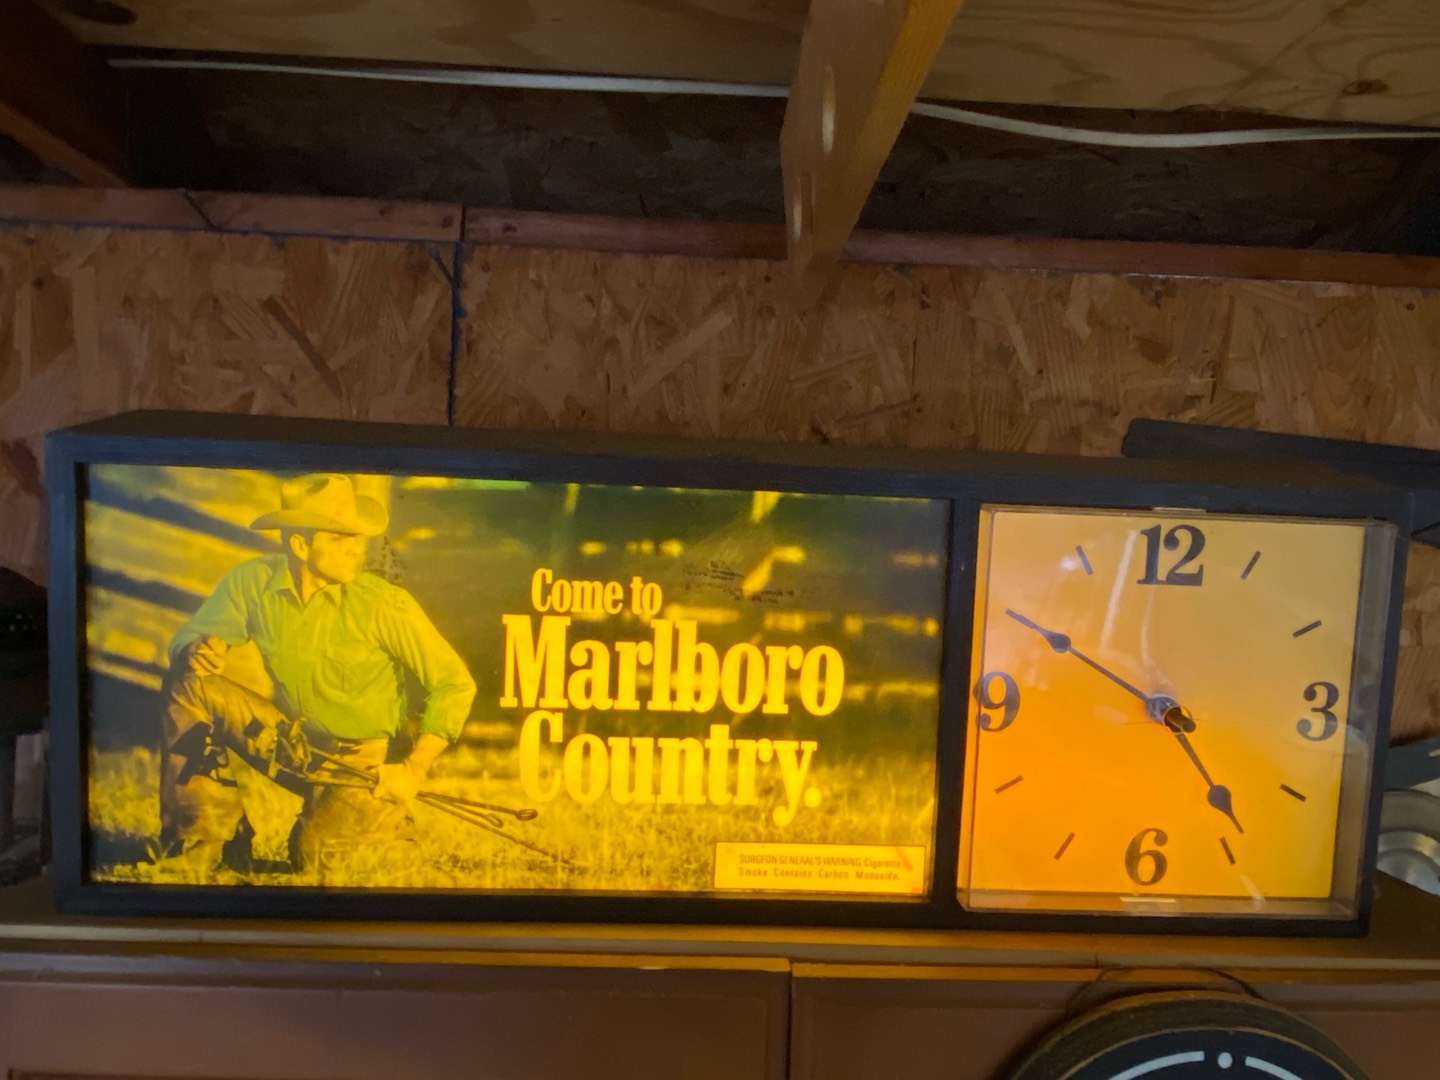 Come to
Marlboro
Country.
SURGEON GENERAL'S WARNING: Cigarette
Smoke Contains Carbon Monoxide.
12
9
3
6